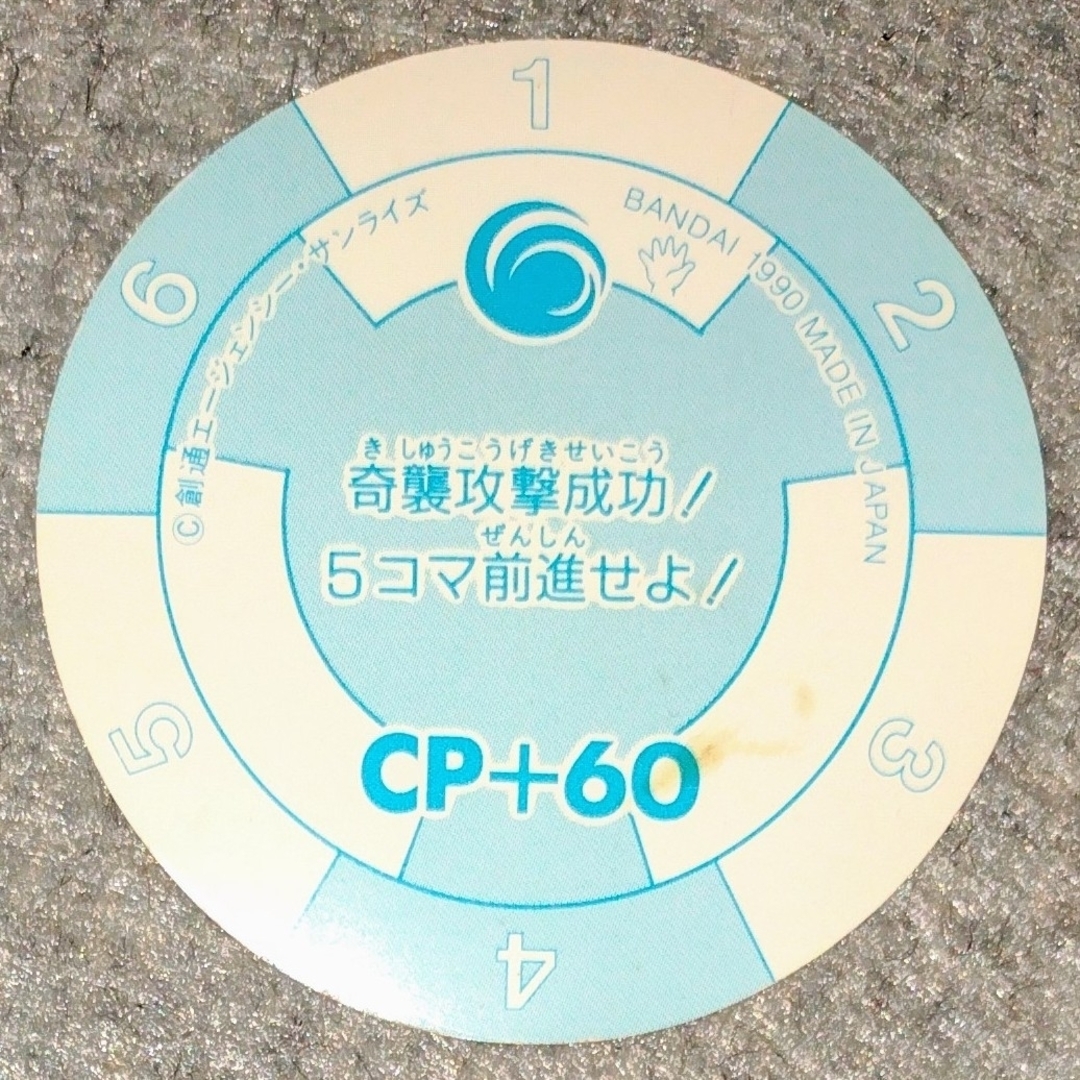 1
2
3
4
5
6
©創通エージェンシー・サンライズ
BANDAI 1990 MADE IN JAPAN
きしゅうこうげきせいこう
奇襲攻撃成功!
ぜんしん
5コマ前進せよ!
CP+60